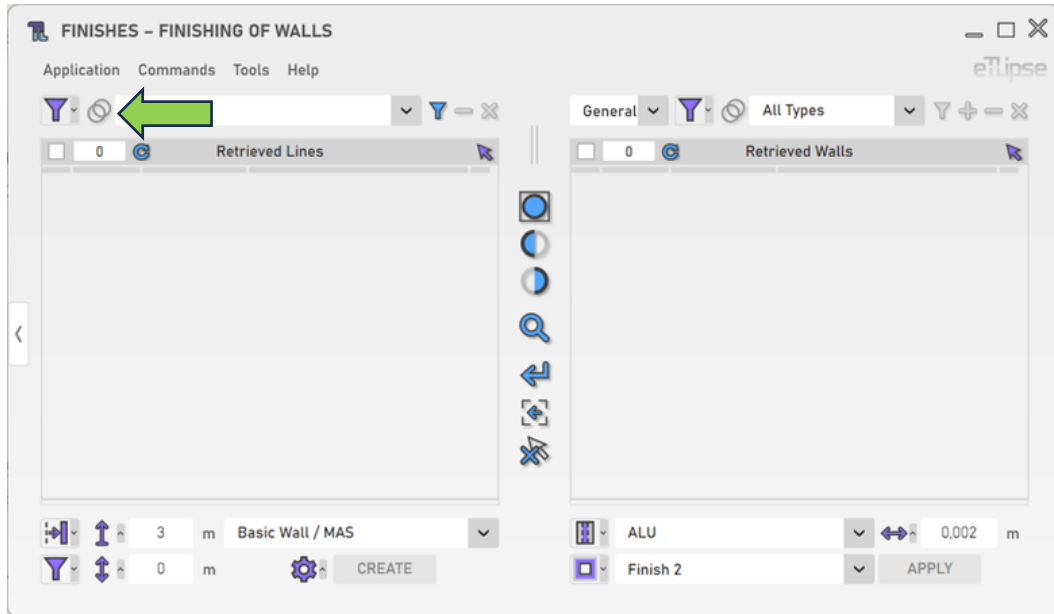 FINISHES – FINISHING OF WALLS
Application Commands Tools Help
eTLipse
General All Types
0 Retrieved Lines
0 Retrieved Walls
3 m Basic Wall / MAS
ALU 0,002 m
0 m CREATE
Finish 2 APPLY